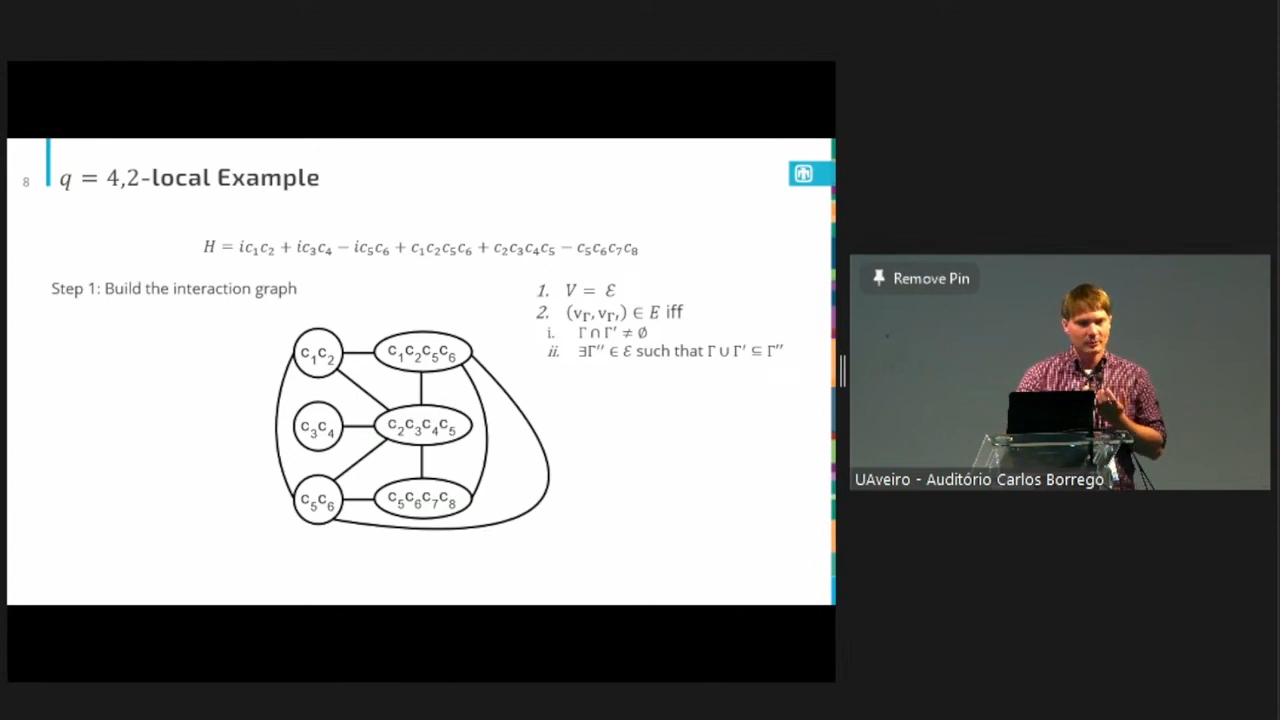 8
q = 4,2-local Example
H = ic₁c₂ + ic₃c₄ − ic₅c₆ + c₁c₂c₅c₆ + c₂c₃c₄c₅ − c₅c₆c₇c₈
Step 1: Build the interaction graph
1. V = ℰ
2. (v_Γ, v_Γ′) ∈ E iff
i. Γ ∩ Γ′ ≠ ∅
ii. ∃Γ′′ ∈ ℰ such that Γ ∪ Γ′ ⊆ Γ′′
c₁c₂
c₁c₂c₅c₆
c₃c₄
c₂c₃c₄c₅
c₅c₆
c₅c₆c₇c₈
Remove Pin
UAveiro - Auditório Carlos Borrego